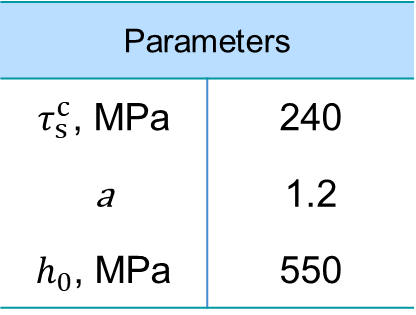 Parameters
τₛᶜ, MPa 240
a 1.2
h₀, MPa 550